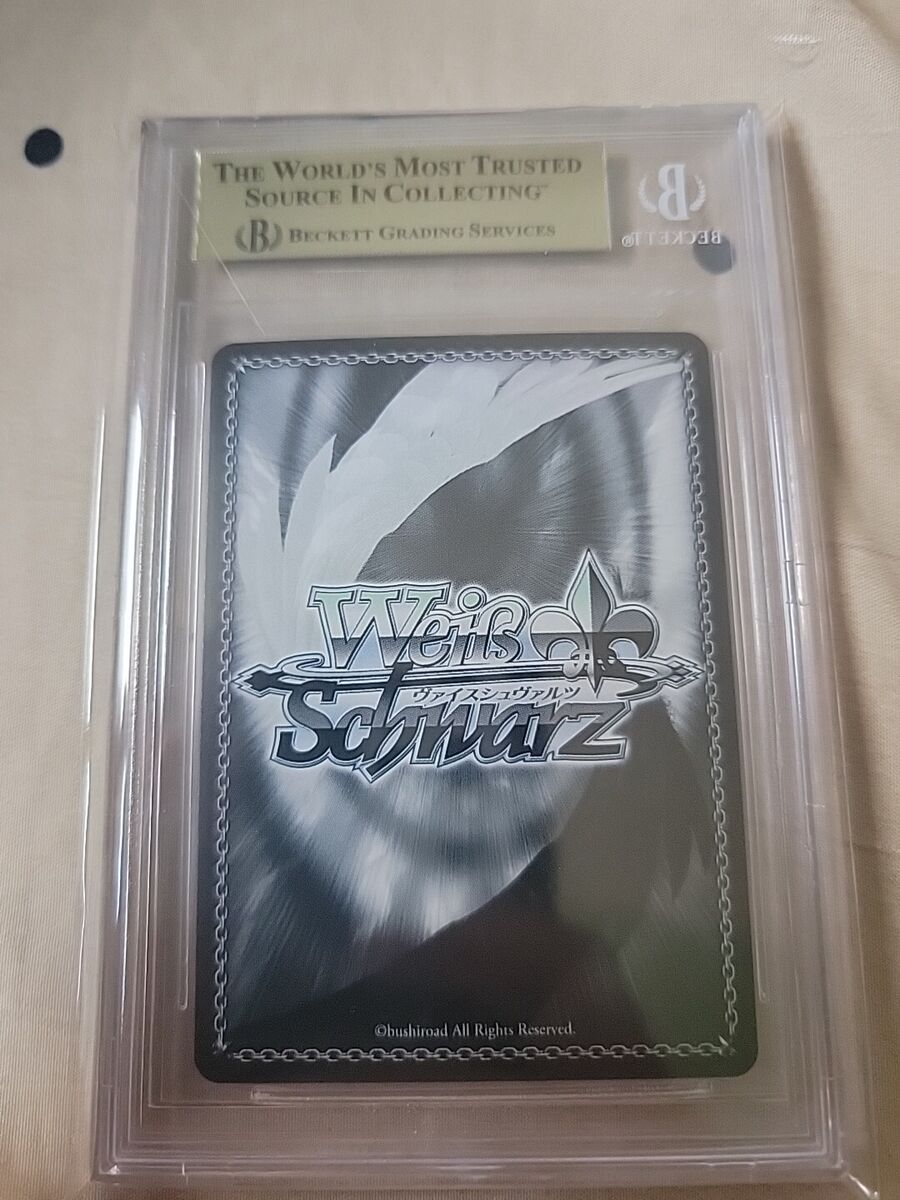 THE WORLD'S MOST TRUSTED
SOURCE IN COLLECTING™
B BECKETT GRADING SERVICES
B
BECKETT®
Weiß
ヴァイスシュヴァルツ
Schwarz
©bushiroad All Rights Reserved.